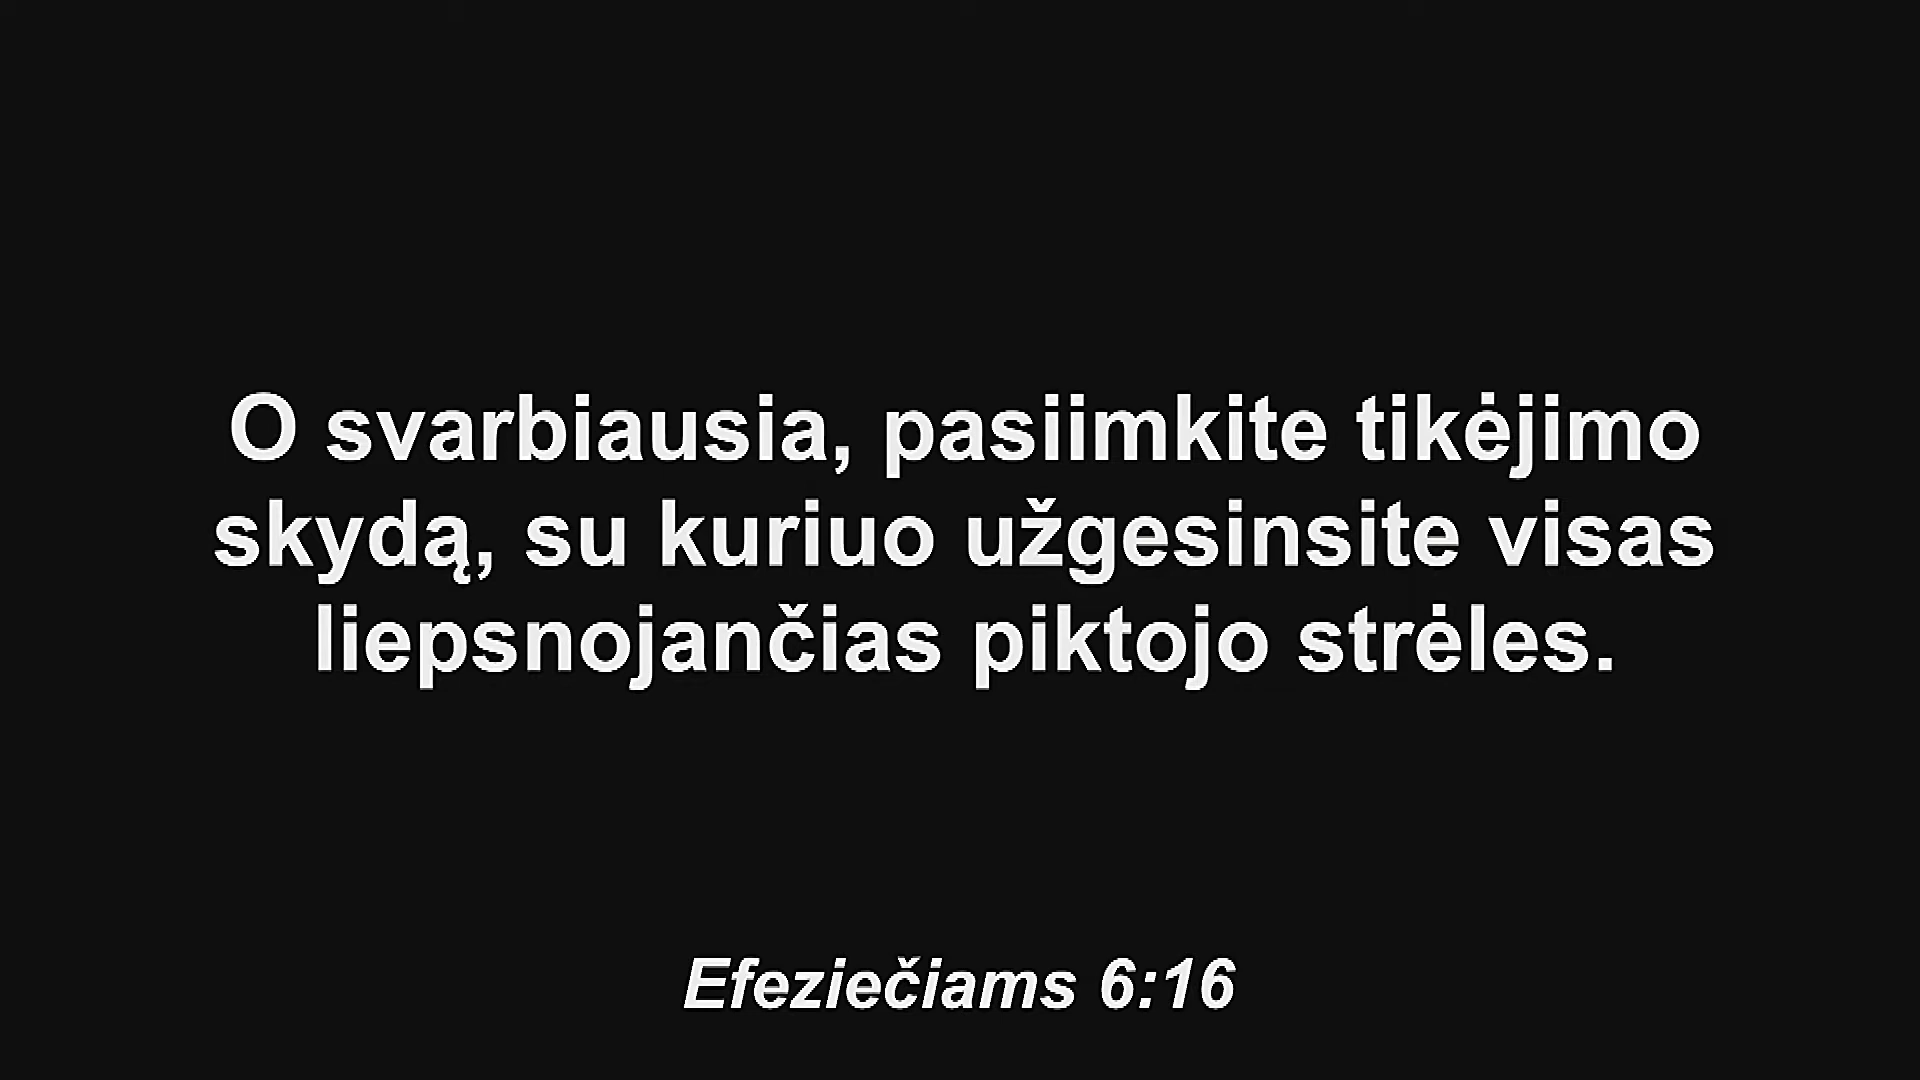 O svarbiausia, pasiimkite tikėjimo
skydą, su kuriuo užgesinsite visas
liepsnojančias piktojo strėles.
Efeziečiams 6:16